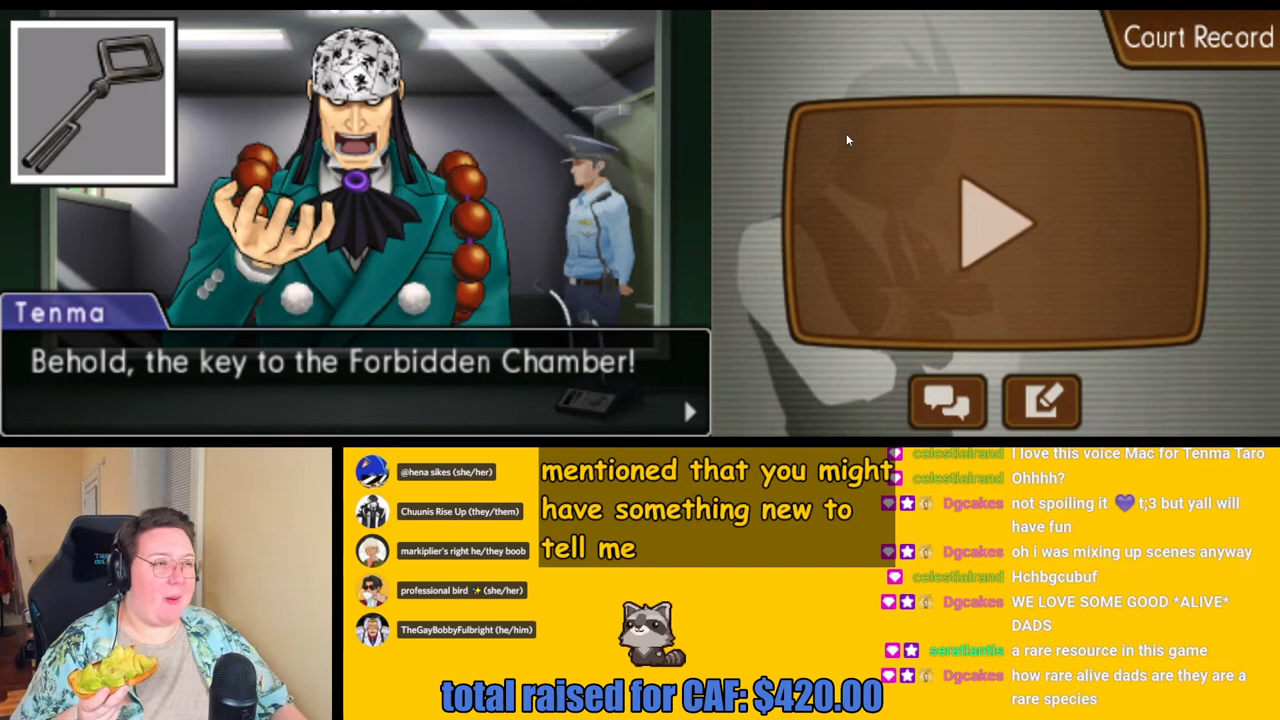 Court Record
Tenma
Behold, the key to the Forbidden Chamber!
@hena sikes (she/her)
Chuunis Rise Up (they/them)
markiplier's right he/they boob
professional bird ✨ (she/her)
TheGayBobbyFulbright (he/him)
mentioned that you might
have something new to
tell me
total raised for CAF: $420.00
celestialrand I love this voice Mac for Tenma Taro
celestialrand Ohhhh?
Dgcakes not spoiling it 💜 t;3 but yall will
have fun
Dgcakes oh i was mixing up scenes anyway
celestialrand Hchbgcubuf
Dgcakes WE LOVE SOME GOOD *ALIVE*
DADS
seratlantis a rare resource in this game
Dgcakes how rare alive dads are they are a
rare species